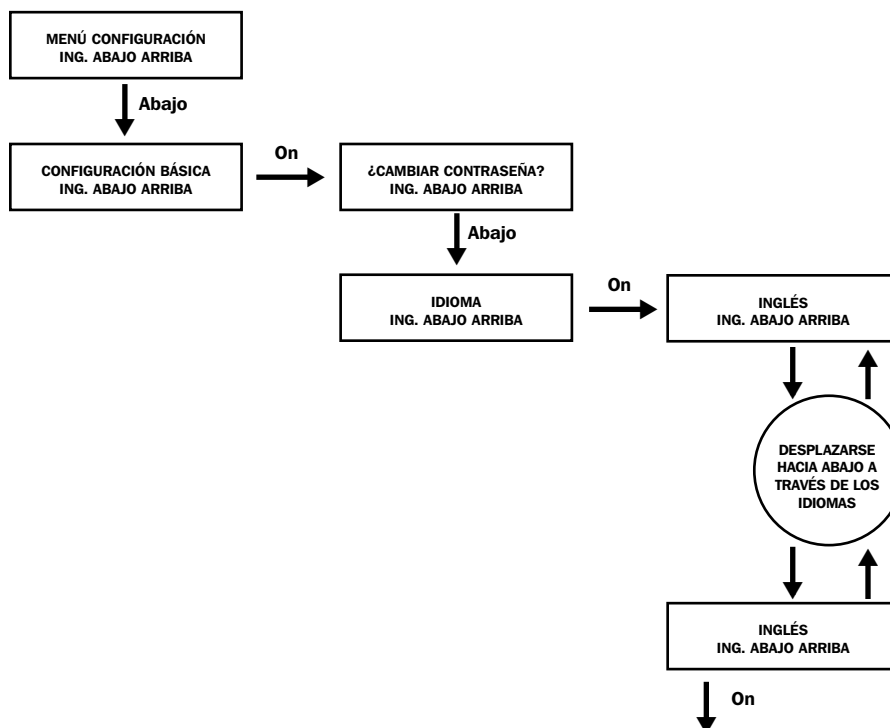 MENÚ CONFIGURACIÓN
ING. ABAJO ARRIBA
Abajo
CONFIGURACIÓN BÁSICA
ING. ABAJO ARRIBA
On
¿CAMBIAR CONTRASEÑA?
ING. ABAJO ARRIBA
Abajo
IDIOMA
ING. ABAJO ARRIBA
On
INGLÉS
ING. ABAJO ARRIBA
DESPLAZARSE
HACIA ABAJO A
TRAVÉS DE LOS
IDIOMAS
INGLÉS
ING. ABAJO ARRIBA
On